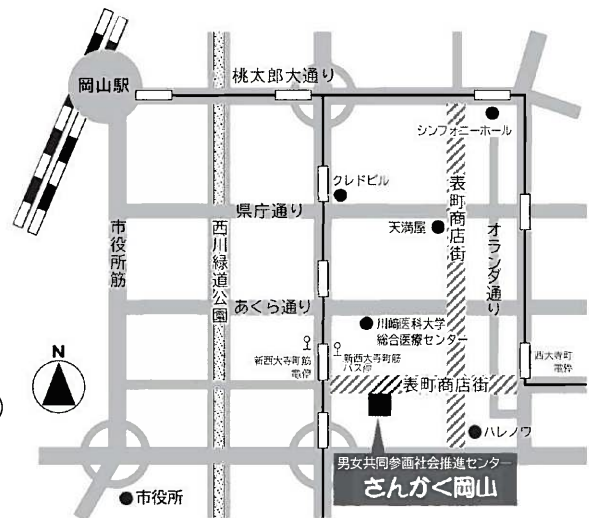 岡山駅
桃太郎大通り
シンフォニーホール
クレドビル
県庁通り
天満屋
表町商店街
オランダ通り
市役所筋
西川緑道公園
あくら通り
川崎医科大学
総合医療センター
新西大寺町筋
電停
新西大寺町筋
バス停
西大寺町
電停
N
表町商店街
ハレノワ
男女共同参画社会推進センター
さんかく岡山
市役所